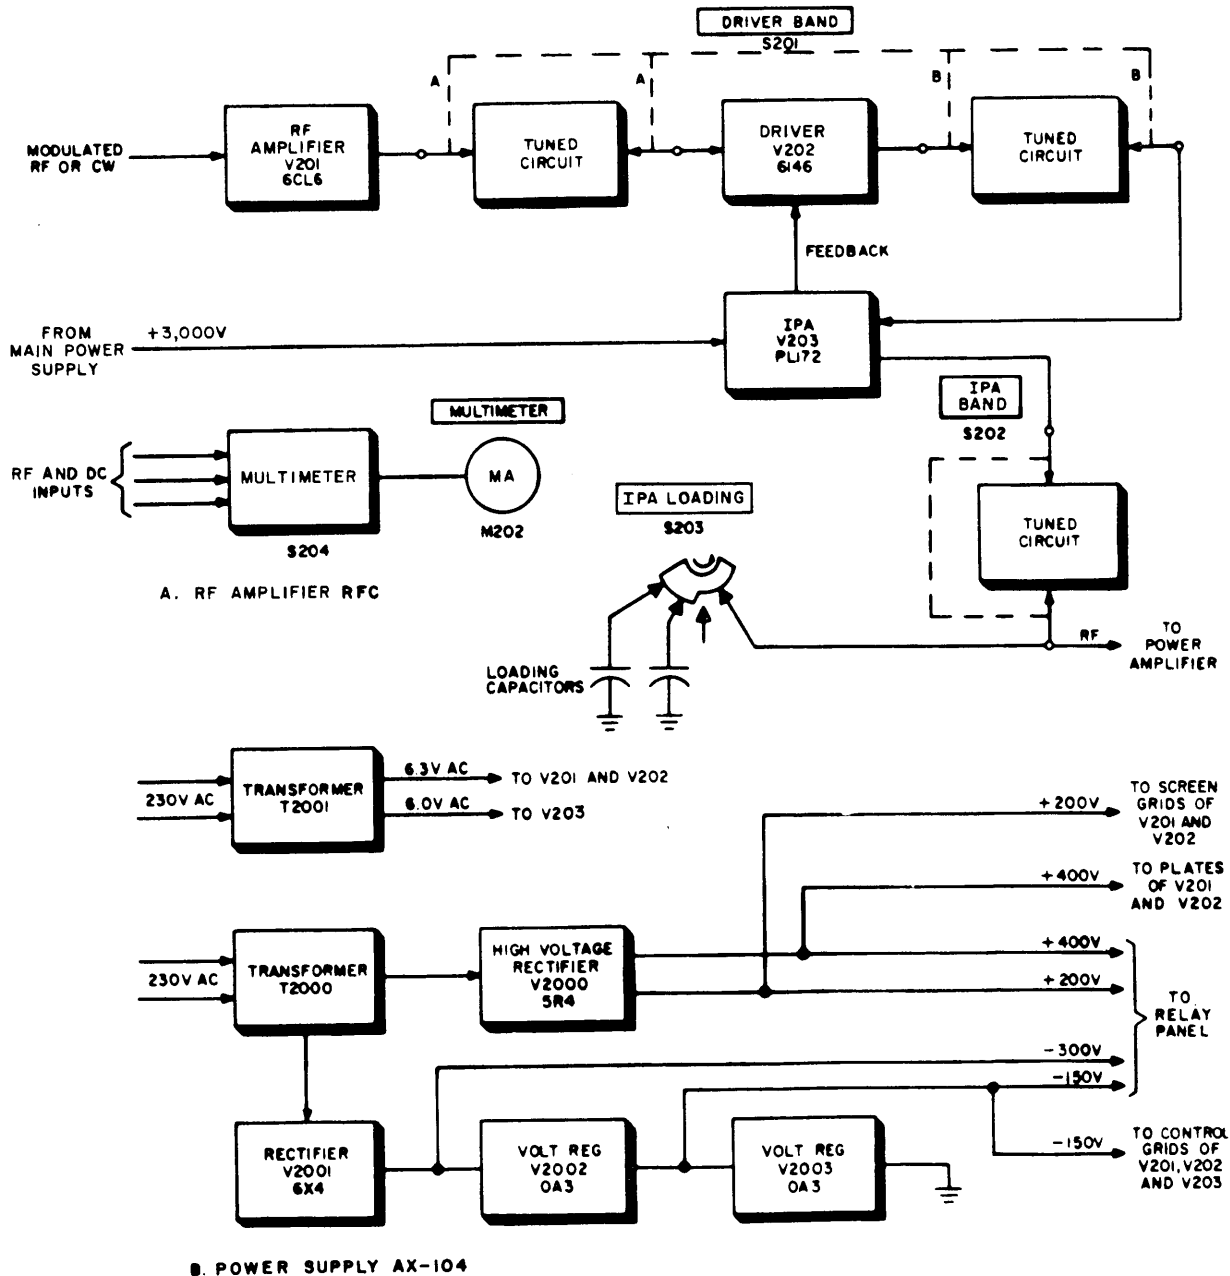 DRIVER BAND
S201
A
A
B
B
MODULATED
RF OR CW
RF
AMPLIFIER
V201
6CL6
TUNED
CIRCUIT
DRIVER
V202
6146
TUNED
CIRCUIT
FEEDBACK
FROM
MAIN POWER
SUPPLY
+3,000V
IPA
V203
PL172
IPA
BAND
S202
MULTIMETER
RF AND DC
INPUTS
MULTIMETER
S204
MA
M202
IPA LOADING
S203
TUNED
CIRCUIT
A. RF AMPLIFIER RFC
LOADING
CAPACITORS
RF
TO
POWER
AMPLIFIER
230V AC
TRANSFORMER
T2001
6.3V AC
TO V201 AND V202
6.0V AC
TO V203
+200V
TO SCREEN
GRIDS OF
V201 AND
V202
+400V
TO PLATES
OF V201
AND V202
230V AC
TRANSFORMER
T2000
HIGH VOLTAGE
RECTIFIER
V2000
5R4
+400V
+200V
-300V
-150V
TO
RELAY
PANEL
RECTIFIER
V2001
6X4
VOLT REG
V2002
OA3
VOLT REG
V2003
OA3
-150V
TO CONTROL
GRIDS OF
V201, V202
AND V203
B. POWER SUPPLY AX-104